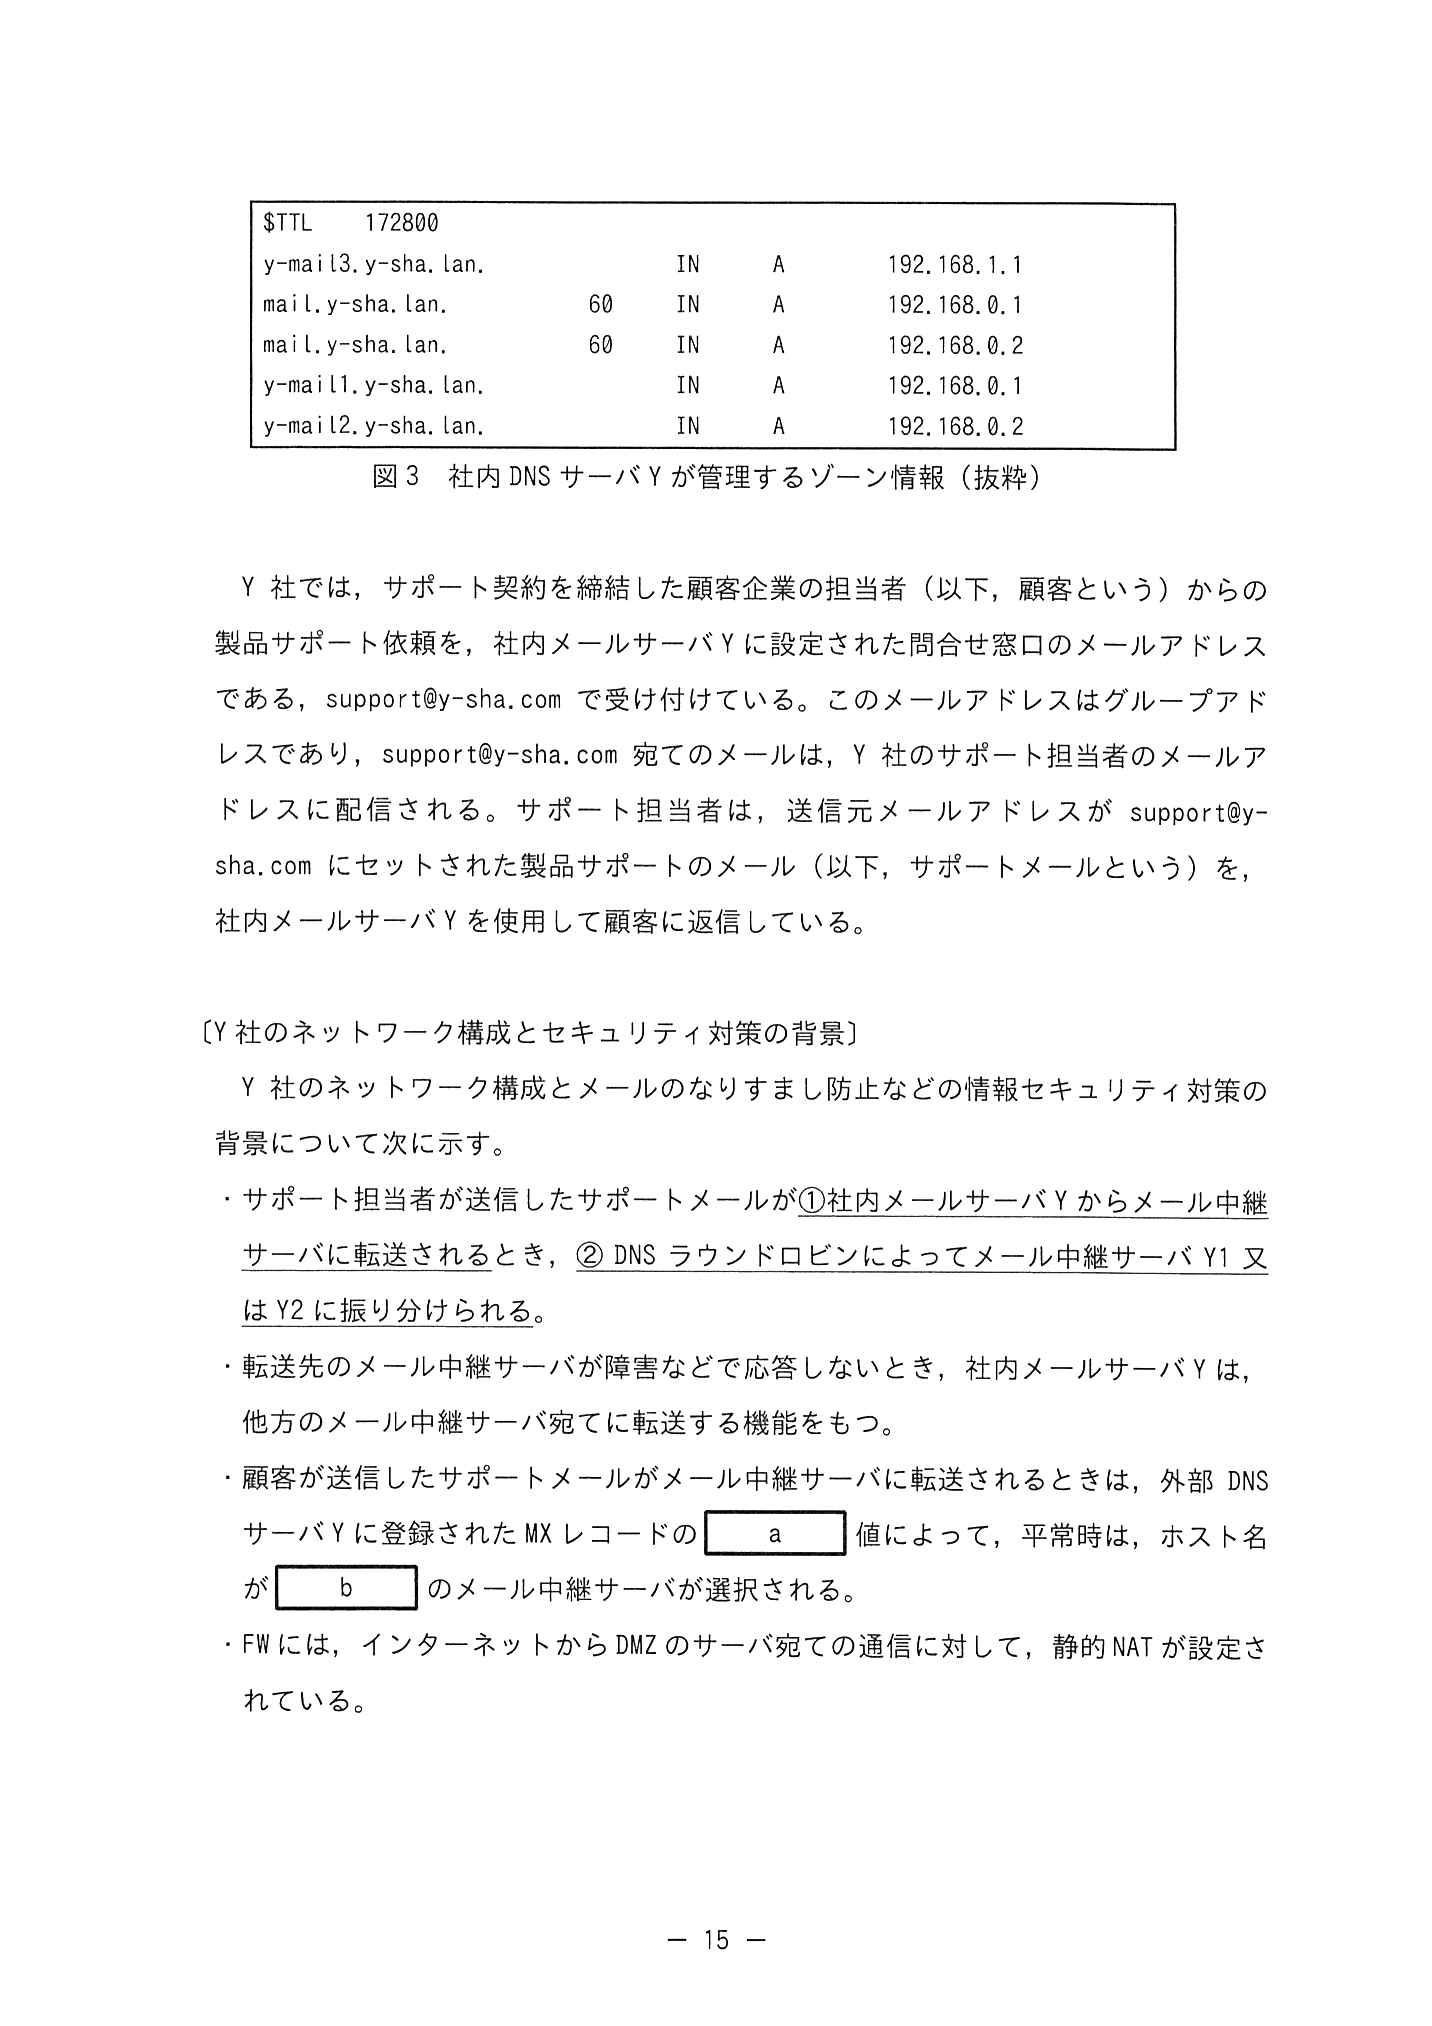 $TTL 172800
y-mail3.y-sha.lan. IN A 192.168.1.1
mail.y-sha.lan. 60 IN A 192.168.0.1
mail.y-sha.lan. 60 IN A 192.168.0.2
y-mail1.y-sha.lan. IN A 192.168.0.1
y-mail2.y-sha.lan. IN A 192.168.0.2
図3 社内 DNS サーバ Y が管理するゾーン情報（抜粋）
Y 社では，サポート契約を締結した顧客企業の担当者（以下，顧客という）からの
製品サポート依頼を，社内メールサーバ Y に設定された問合せ窓口のメールアドレス
である，support@y-sha.com で受け付けている。このメールアドレスはグループアド
レスであり，support@y-sha.com 宛てのメールは，Y 社のサポート担当者のメールア
ドレスに配信される。サポート担当者は，送信元メールアドレスが support@y-
sha.com にセットされた製品サポートのメール（以下，サポートメールという）を，
社内メールサーバ Y を使用して顧客に返信している。
〔Y 社のネットワーク構成とセキュリティ対策の背景〕
Y 社のネットワーク構成とメールのなりすまし防止などの情報セキュリティ対策の
背景について次に示す。
・サポート担当者が送信したサポートメールが①社内メールサーバ Y からメール中継
サーバに転送されるとき，② DNS ラウンドロビンによってメール中継サーバ Y1 又
は Y2 に振り分けられる。
・転送先のメール中継サーバが障害などで応答しないとき，社内メールサーバ Y は，
他方のメール中継サーバ宛てに転送する機能をもつ。
・顧客が送信したサポートメールがメール中継サーバに転送されるときは，外部 DNS
サーバ Y に登録された MX レコードの a 値によって，平常時は，ホスト名
が b のメール中継サーバが選択される。
・FW には，インターネットから DMZ のサーバ宛ての通信に対して，静的 NAT が設定さ
れている。
－ 15 －